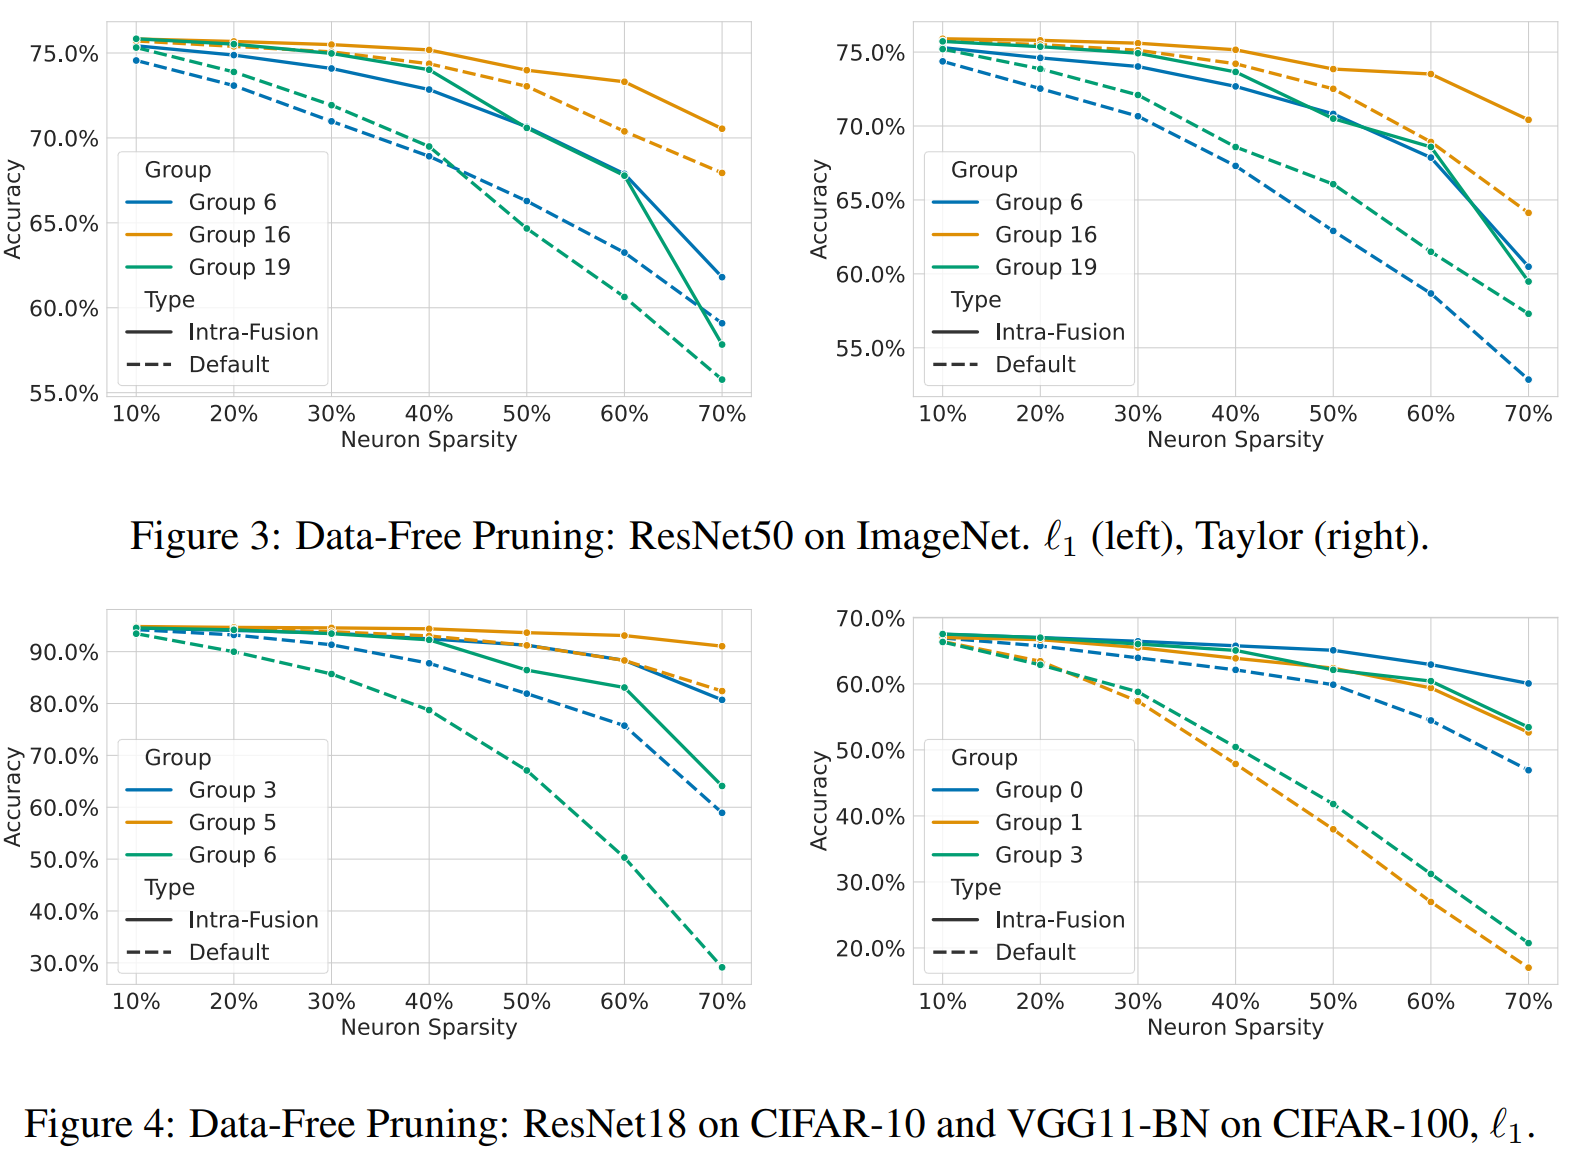 75.0%
70.0%
65.0%
60.0%
55.0%
Accuracy
Group
Group 6
Group 16
Group 19
Type
Intra-Fusion
Default
10% 20% 30% 40% 50% 60% 70%
Neuron Sparsity
75.0%
70.0%
65.0%
60.0%
55.0%
Accuracy
Group
Group 6
Group 16
Group 19
Type
Intra-Fusion
Default
10% 20% 30% 40% 50% 60% 70%
Neuron Sparsity
Figure 3: Data-Free Pruning: ResNet50 on ImageNet. ℓ₁ (left), Taylor (right).
90.0%
80.0%
70.0%
60.0%
50.0%
40.0%
30.0%
Accuracy
Group
Group 3
Group 5
Group 6
Type
Intra-Fusion
Default
10% 20% 30% 40% 50% 60% 70%
Neuron Sparsity
70.0%
60.0%
50.0%
40.0%
30.0%
20.0%
Accuracy
Group
Group 0
Group 1
Group 3
Type
Intra-Fusion
Default
10% 20% 30% 40% 50% 60% 70%
Neuron Sparsity
Figure 4: Data-Free Pruning: ResNet18 on CIFAR-10 and VGG11-BN on CIFAR-100, ℓ₁.